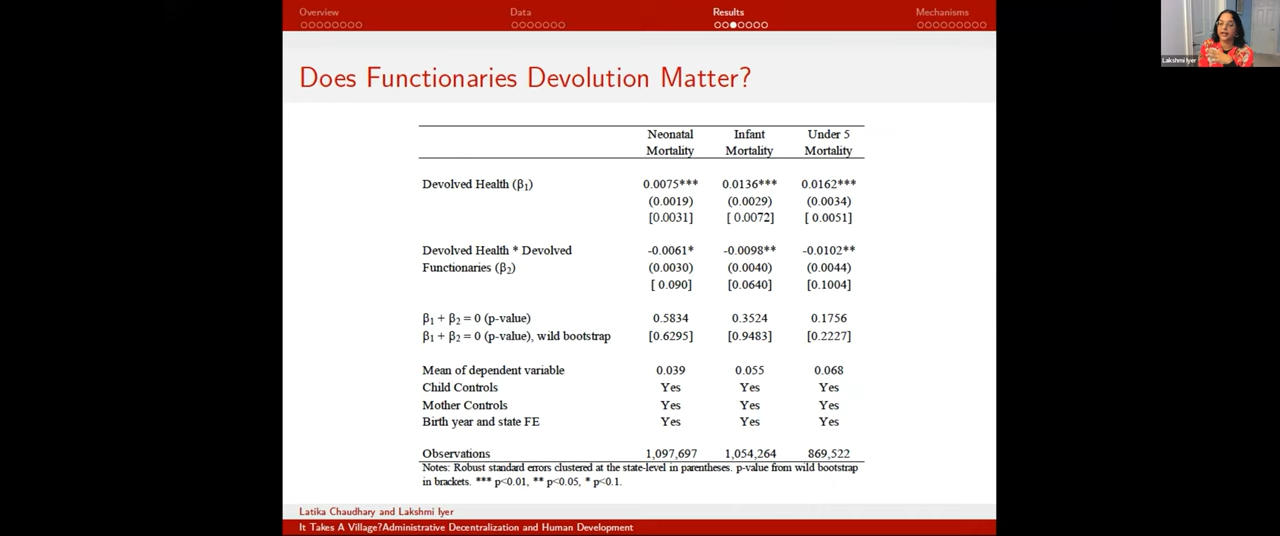 Overview Data Results Mechanisms
Lakshmi Iyer
Does Functionaries Devolution Matter?
Neonatal Infant Under 5
Mortality Mortality Mortality
Devolved Health (β1) 0.0075*** 0.0136*** 0.0162***
(0.0019) (0.0029) (0.0034)
[0.0031] [ 0.0072] [ 0.0051]
Devolved Health * Devolved -0.0061* -0.0098** -0.0102**
Functionaries (β2) (0.0030) (0.0040) (0.0044)
[ 0.090] [0.0640] [0.1004]
β1 + β2 = 0 (p-value) 0.5834 0.3524 0.1756
β1 + β2 = 0 (p-value), wild bootstrap [0.6295] [0.9483] [0.2227]
Mean of dependent variable 0.039 0.055 0.068
Child Controls Yes Yes Yes
Mother Controls Yes Yes Yes
Birth year and state FE Yes Yes Yes
Observations 1,097,697 1,054,264 869,522
Notes: Robust standard errors clustered at the state-level in parentheses. p-value from wild bootstrap
in brackets. *** p<0.01, ** p<0.05, * p<0.1.
Latika Chaudhary and Lakshmi Iyer
It Takes A Village?Administrative Decentralization and Human Development